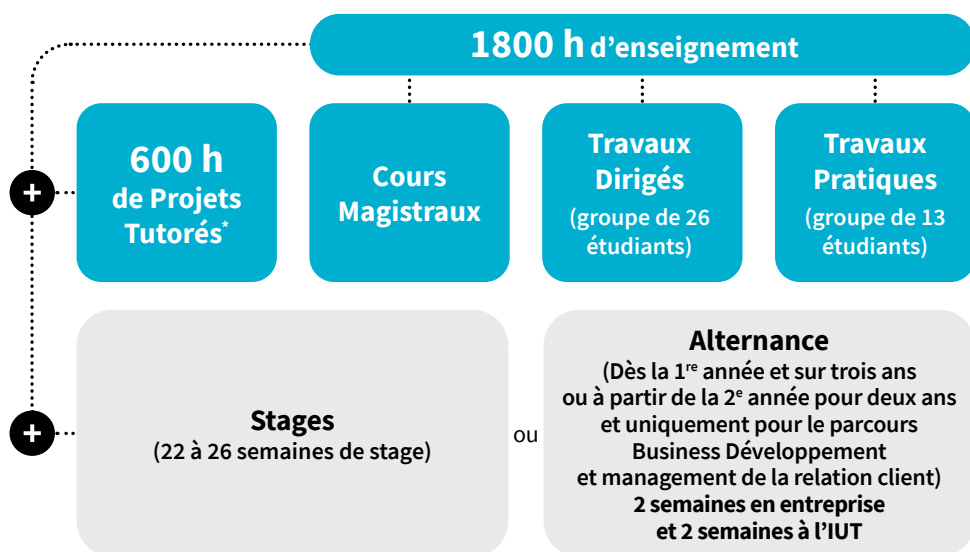 1800 h d'enseignement
600 h
de Projets
Tutorés*
Cours
Magistraux
Travaux
Dirigés
(groupe de 26
étudiants)
Travaux
Pratiques
(groupe de 13
étudiants)
+
Stages
(22 à 26 semaines de stage)
ou
Alternance
(Dès la 1re année et sur trois ans
ou à partir de la 2e année pour deux ans
et uniquement pour le parcours
Business Développement
et management de la relation client)
2 semaines en entreprise
et 2 semaines à l'IUT
+